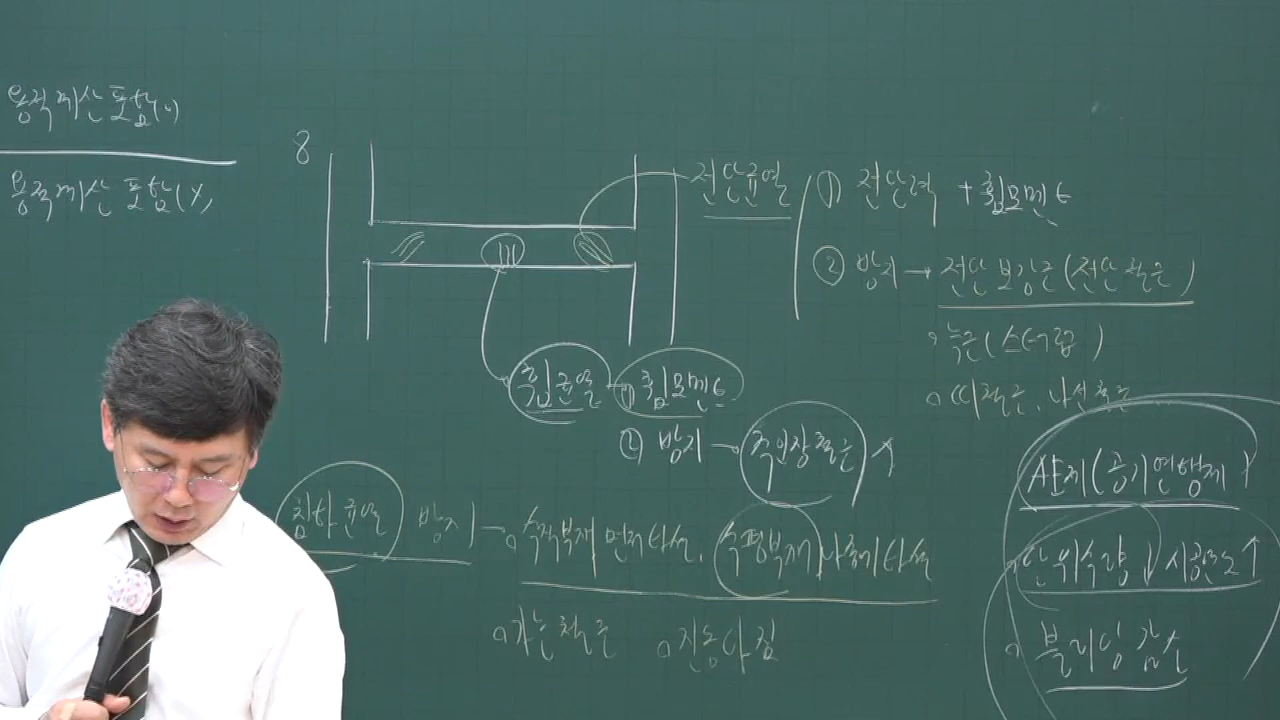 용적계산 포함(○)
용적계산 포함(X)
8
전단균열
① 전단력 + 휨모멘트
② 방지 → 전단보강근(전단철근)
◦ 늑근(스터럽)
◦ 띠철근, 나선철근
휨균열 - ① 휨모멘트
② 방지 → 주인장철근 ↑
침하균열 방지 - ◦ 수직부재 먼저타설, 수평부재 나중에타설
◦ 가는철근 ◦ 진동다짐
AE제(공기연행제)
단위수량↓ 시공연도↑
◦ 블리딩 감소